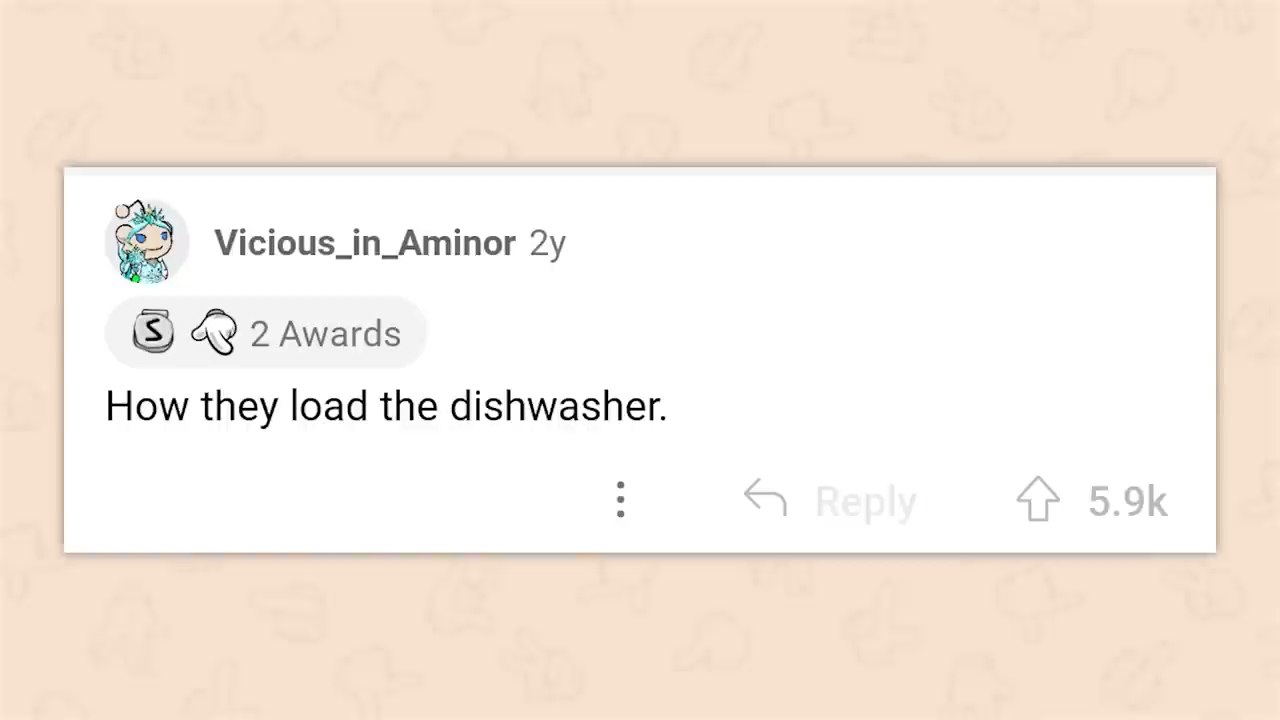 Vicious_in_Aminor 2y
S 2 Awards
How they load the dishwasher.
Reply 5.9k